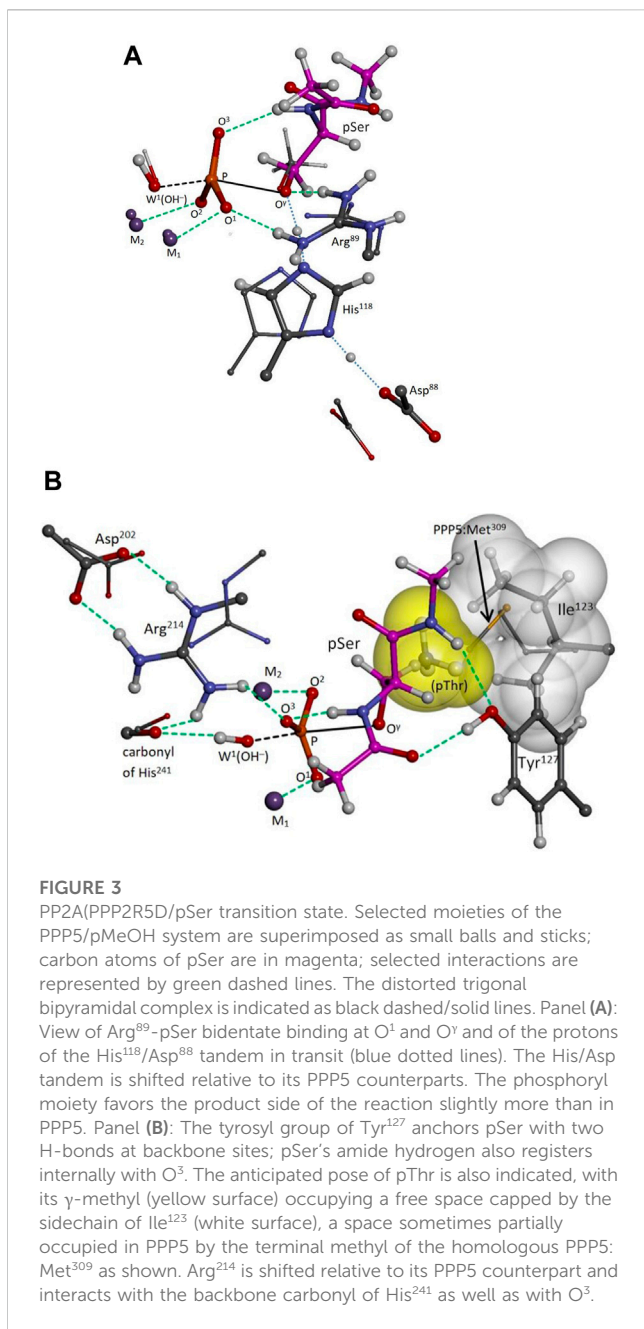 A
O³
pSer
P
W¹(OH⁻)
O²
O¹
Oᵞ
M₂
M₁
Arg⁸⁹
His¹¹⁸
Asp⁸⁸
B
PPP5:Met³⁰⁹
Asp²⁰²
Ile¹²³
Arg²¹⁴
pSer
M₂
O²
(pThr)
O³
P
Oᵞ
carbonyl
of His²⁴¹
W¹(OH⁻)
O¹
Tyr¹²⁷
M₁
FIGURE 3
PP2A(PPP2R5D/pSer transition state. Selected moieties of the
PPP5/pMeOH system are superimposed as small balls and sticks;
carbon atoms of pSer are in magenta; selected interactions are
represented by green dashed lines. The distorted trigonal
bipyramidal complex is indicated as black dashed/solid lines. Panel (A):
View of Arg⁸⁹-pSer bidentate binding at O¹ and Oᵞ and of the protons
of the His¹¹⁸/Asp⁸⁸ tandem in transit (blue dotted lines). The His/Asp
tandem is shifted relative to its PPP5 counterparts. The phosphoryl
moiety favors the product side of the reaction slightly more than in
PPP5. Panel (B): The tyrosyl group of Tyr¹²⁷ anchors pSer with two
H-bonds at backbone sites; pSer's amide hydrogen also registers
internally with O³. The anticipated pose of pThr is also indicated, with
its γ-methyl (yellow surface) occupying a free space capped by the
sidechain of Ile¹²³ (white surface), a space sometimes partially
occupied in PPP5 by the terminal methyl of the homologous PPP5:
Met³⁰⁹ as shown. Arg²¹⁴ is shifted relative to its PPP5 counterpart and
interacts with the backbone carbonyl of His²⁴¹ as well as with O³.